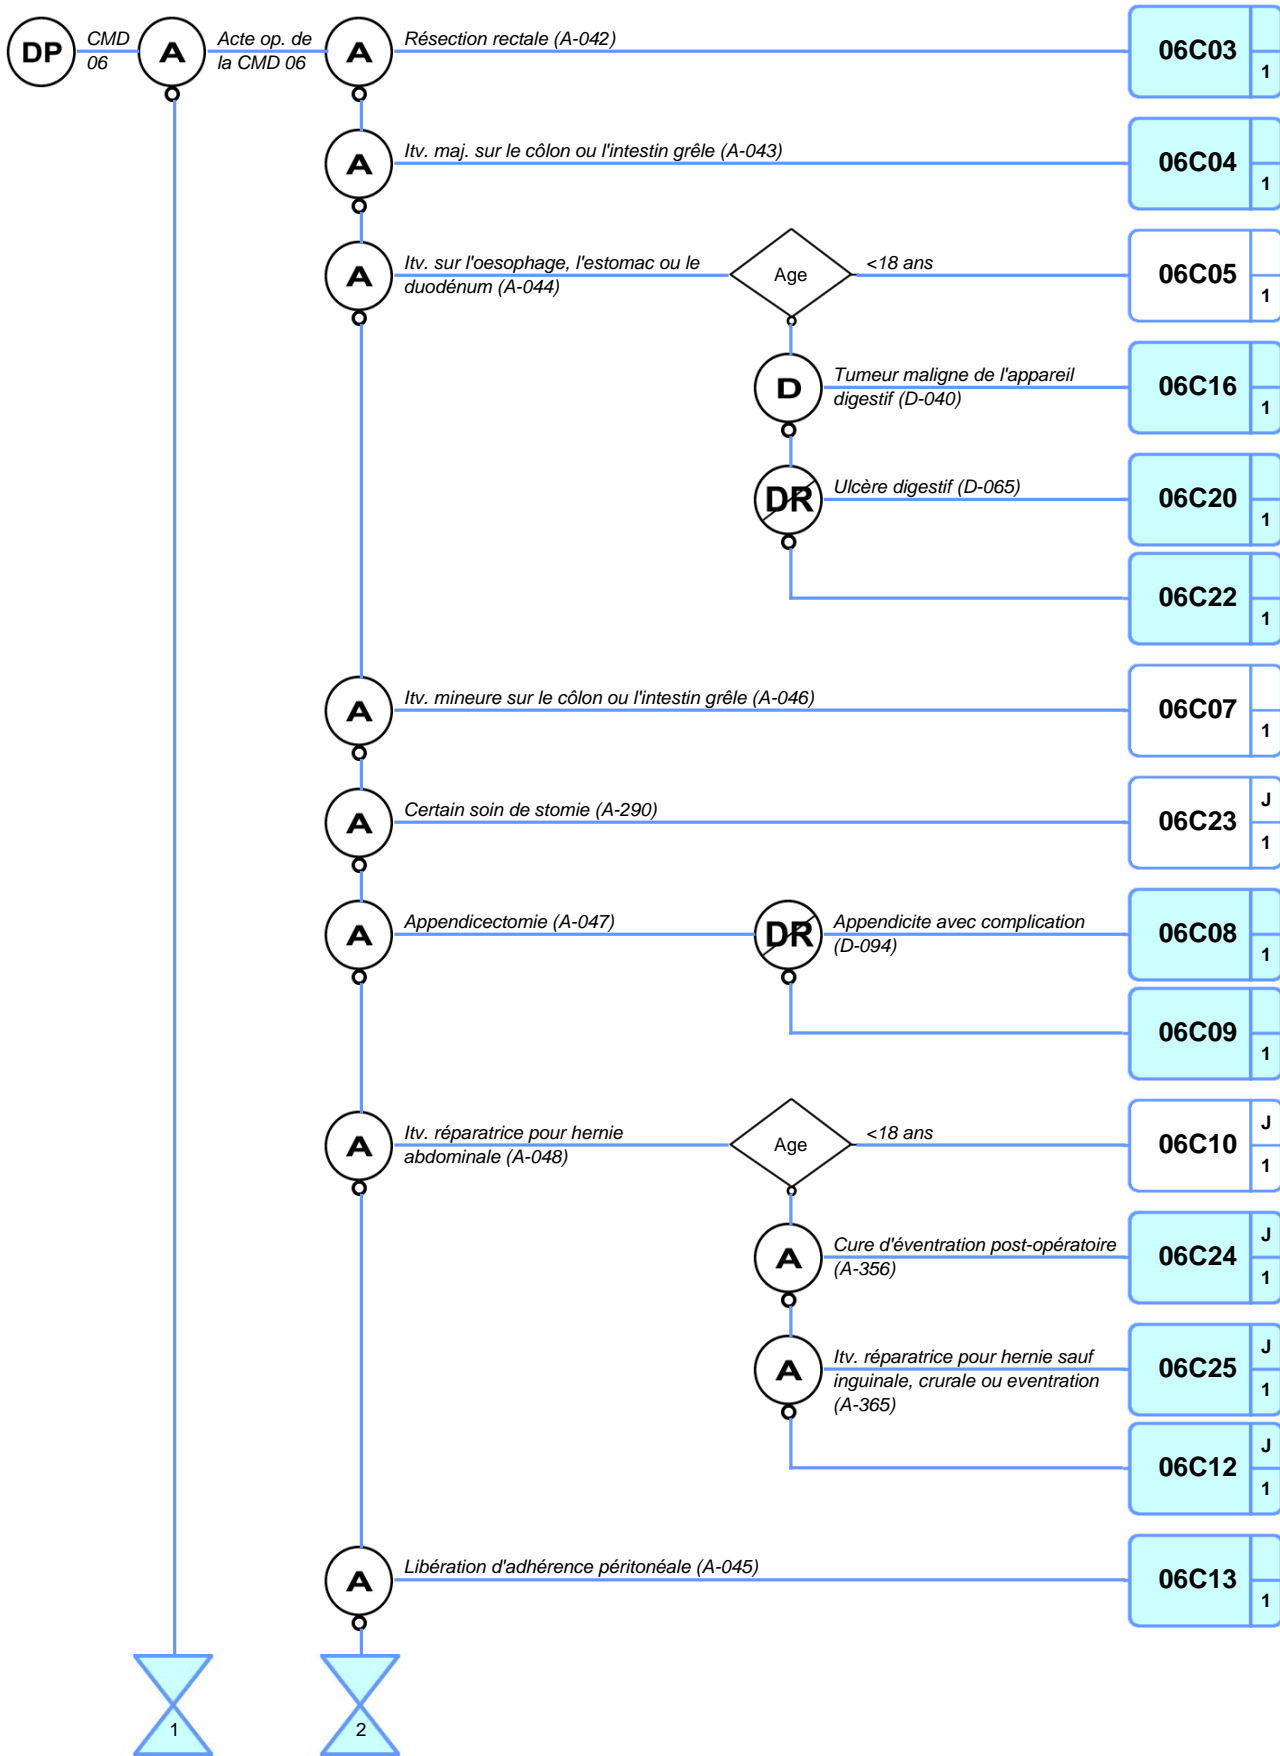 DP
CMD
06
A
Acte op. de
la CMD 06
A
Résection rectale (A-042)
06C03
1
A
Itv. maj. sur le côlon ou l'intestin grêle (A-043)
06C04
1
A
Itv. sur l'oesophage, l'estomac ou le
duodénum (A-044)
Age
<18 ans
06C05
1
D
Tumeur maligne de l'appareil
digestif (D-040)
06C16
1
DR
Ulcère digestif (D-065)
06C20
1
06C22
1
A
Itv. mineure sur le côlon ou l'intestin grêle (A-046)
06C07
1
A
Certain soin de stomie (A-290)
06C23
J
1
A
Appendicectomie (A-047)
DR
Appendicite avec complication
(D-094)
06C08
1
06C09
1
A
Itv. réparatrice pour hernie
abdominale (A-048)
Age
<18 ans
06C10
J
1
A
Cure d'éventration post-opératoire
(A-356)
06C24
J
1
A
Itv. réparatrice pour hernie sauf
inguinale, crurale ou eventration
(A-365)
06C25
J
1
06C12
J
1
A
Libération d'adhérence péritonéale (A-045)
06C13
1
1
2